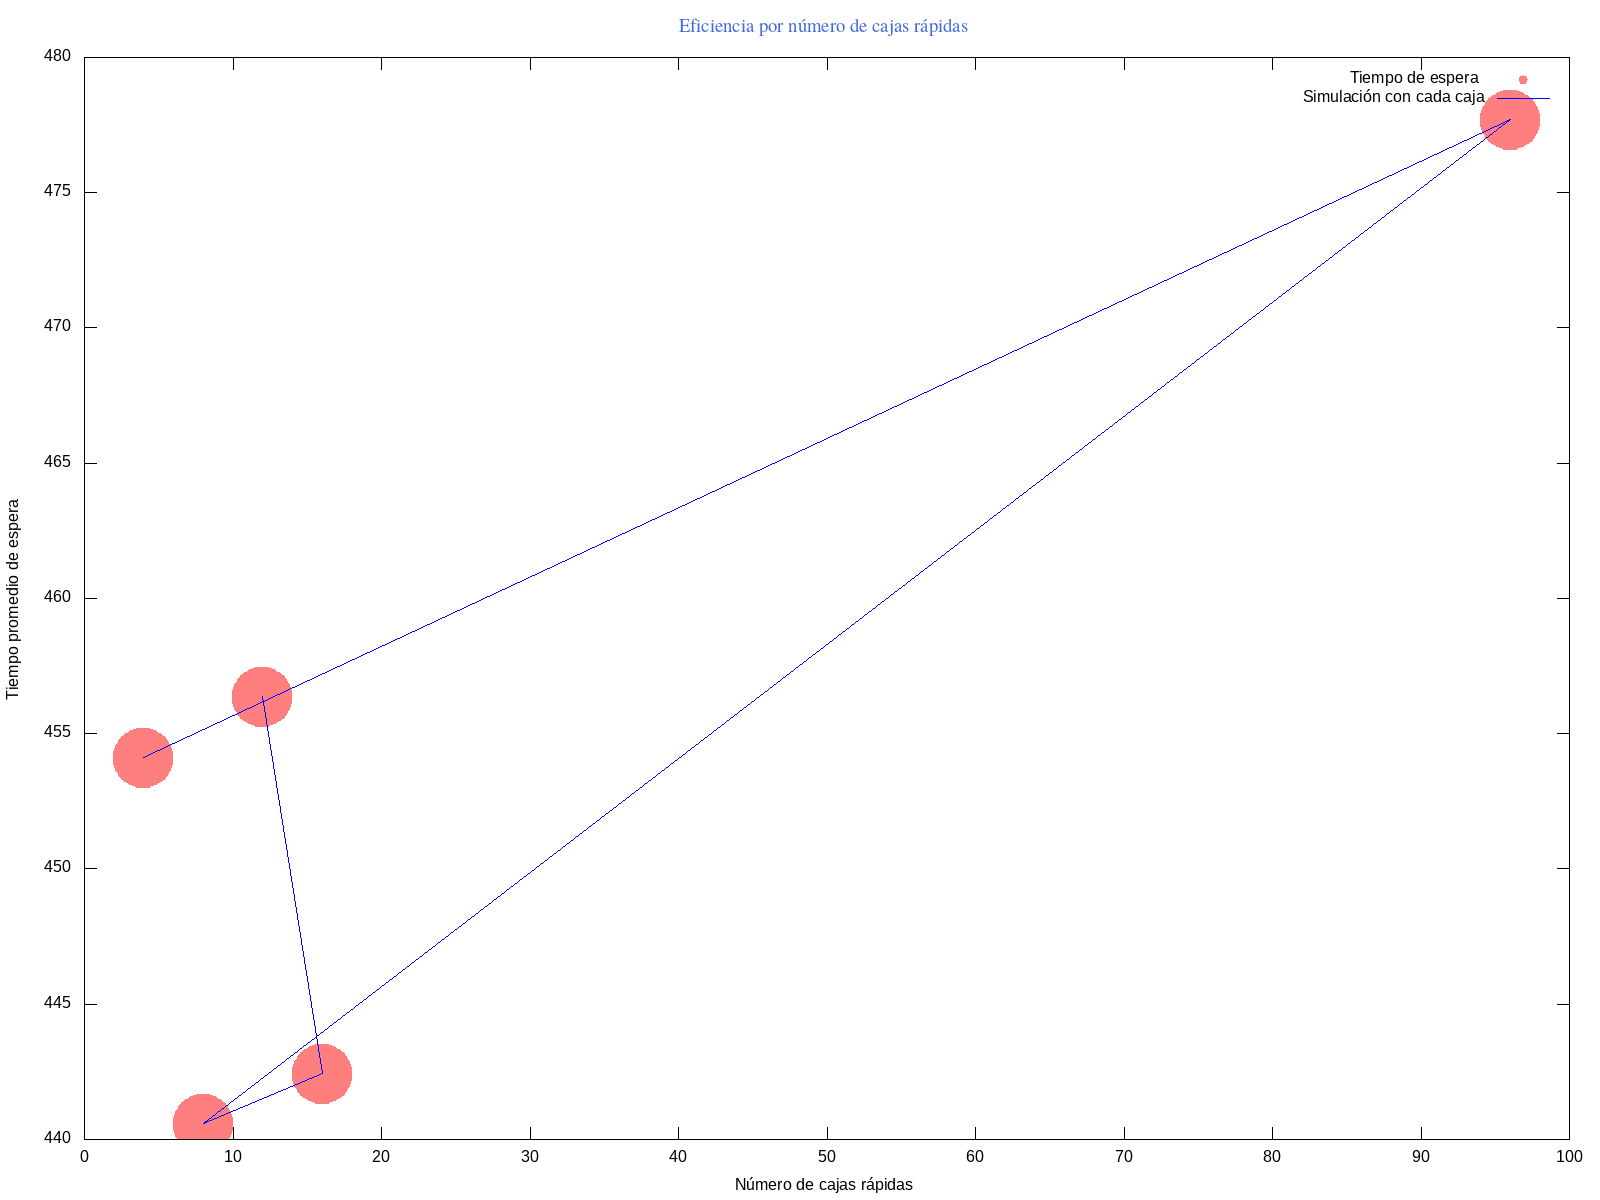 Eficiencia por número de cajas rápidas
Tiempo de espera
Simulación con cada caja
480
475
470
465
460
455
450
445
440
Tiempo promedio de espera
0 10 20 30 40 50 60 70 80 90 100
Número de cajas rápidas